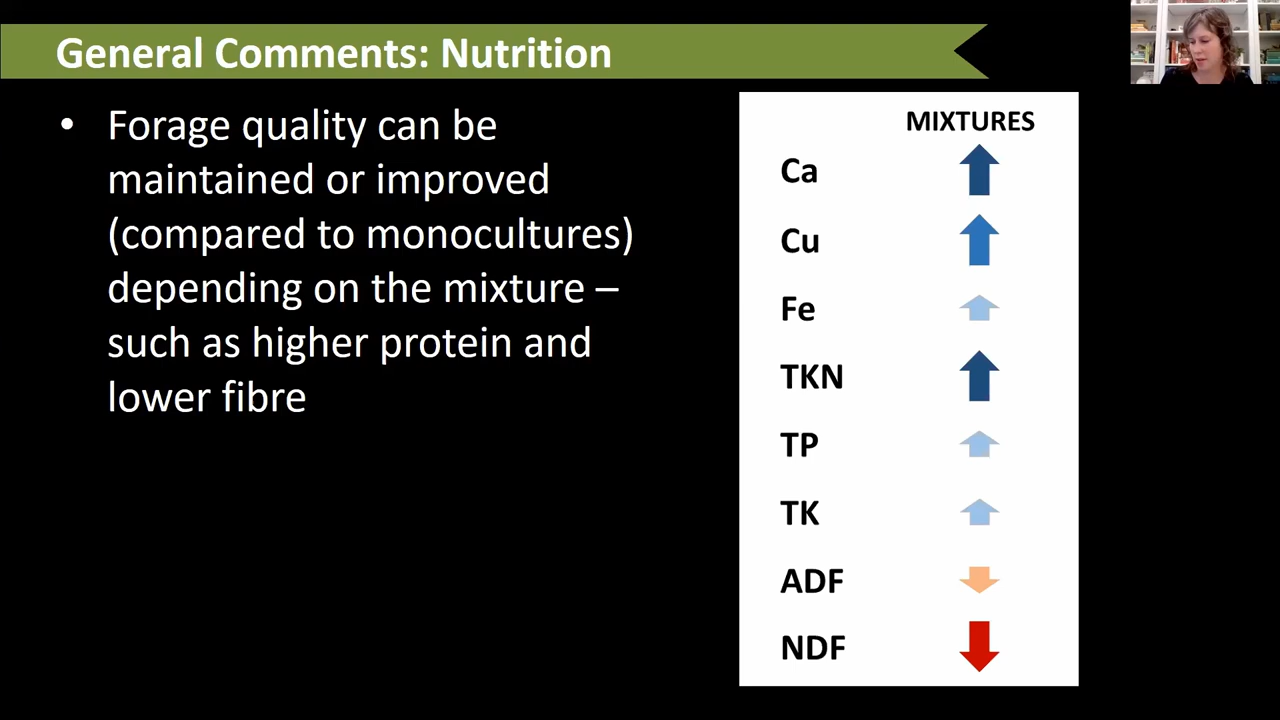 General Comments: Nutrition
• Forage quality can be
maintained or improved
(compared to monocultures)
depending on the mixture –
such as higher protein and
lower fibre
MIXTURES
Ca
Cu
Fe
TKN
TP
TK
ADF
NDF